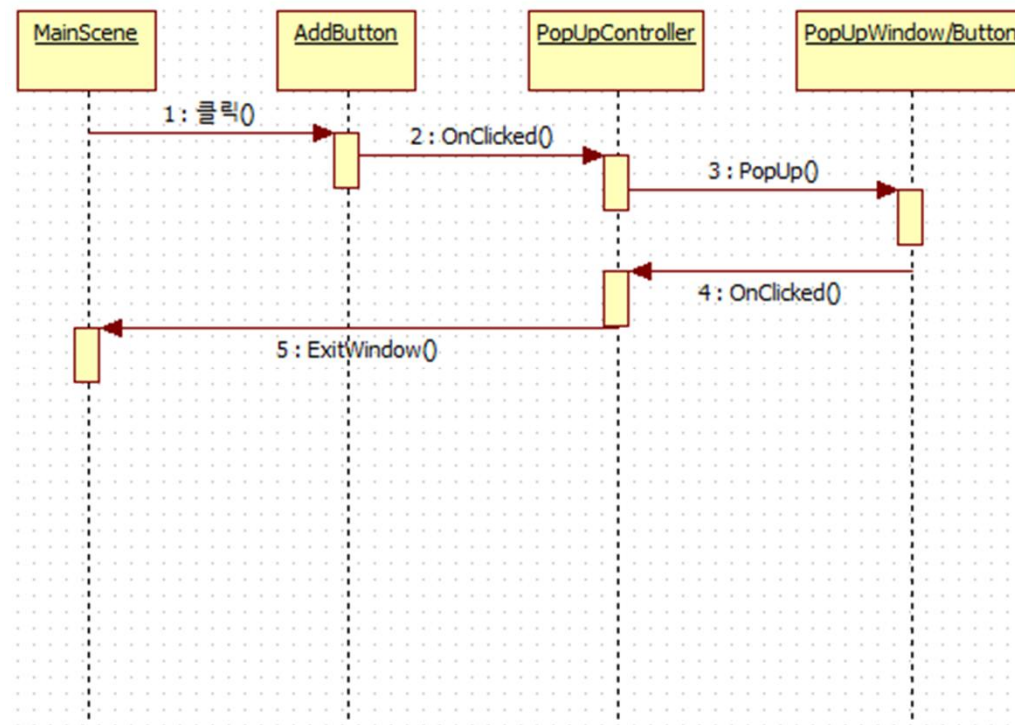 MainScene
AddButton
PopUpController
PopUpWindow/Button
1 : 클릭()
2 : OnClicked()
3 : PopUp()
4 : OnClicked()
5 : ExitWindow()